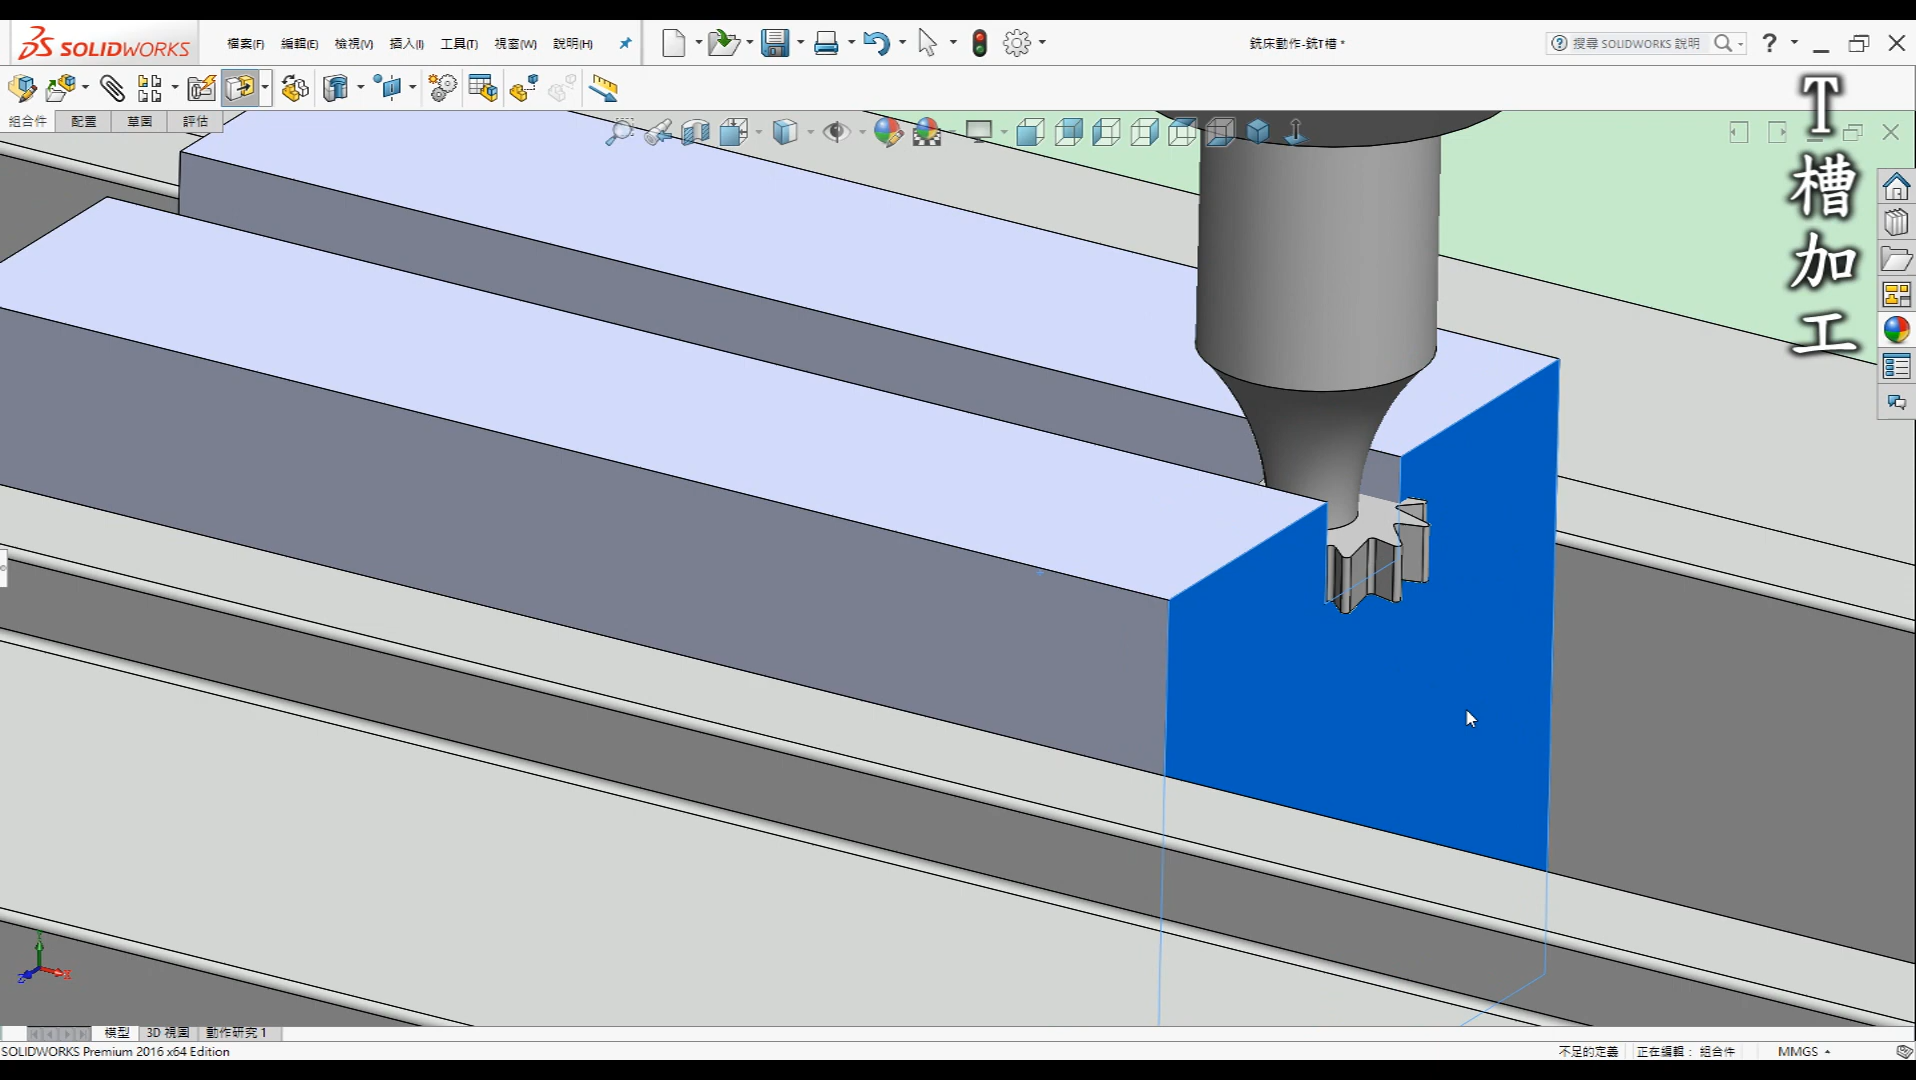 SOLIDWORKS
檔案(F)
編輯(E)
檢視(V)
插入(I)
工具(T)
視窗(W)
說明(H)
銑床動作-銑T槽 *
搜尋 SOLIDWORKS 說明
組合件
配置
草圖
評估
T槽加工
模型
3D 視圖
動作研究 1
SOLIDWORKS Premium 2016 x64 Edition
不足的定義
正在編輯： 組合件
MMGS